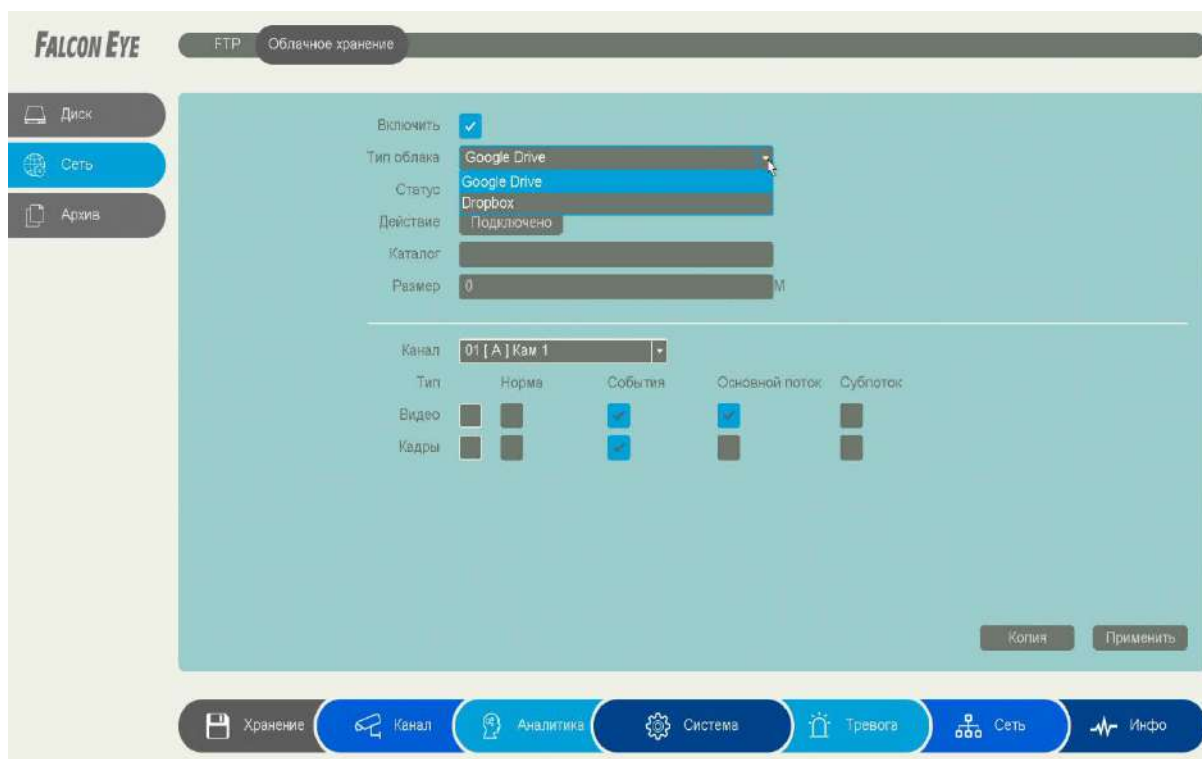 FALCON EYE
FTP Облачное хранение
Диск
Сеть
Архив
Включить
Тип облака Google Drive
Google Drive
Статус
Dropbox
Действие Подключено
Каталог
Размер 0 M
Канал 01 [ A ] Кам 1
Тип Норма События Основной поток Субпоток
Видео
Кадры
Копия Применить
Хранение Канал Аналитика Система Тревога Сеть Инфо